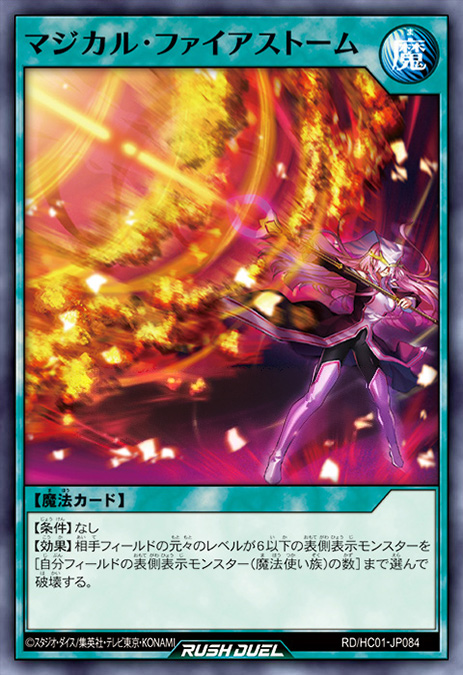 マジカル・ファイアストーム
魔
【魔法カード】
【条件】なし
【効果】相手フィールドの元々のレベルが6以下の表側表示モンスターを
[自分フィールドの表側表示モンスター(魔法使い族)の数]まで選んで
破壊する。
©スタジオ・ダイス/集英社・テレビ東京・KONAMI
RUSH DUEL
RD/HC01-JP084